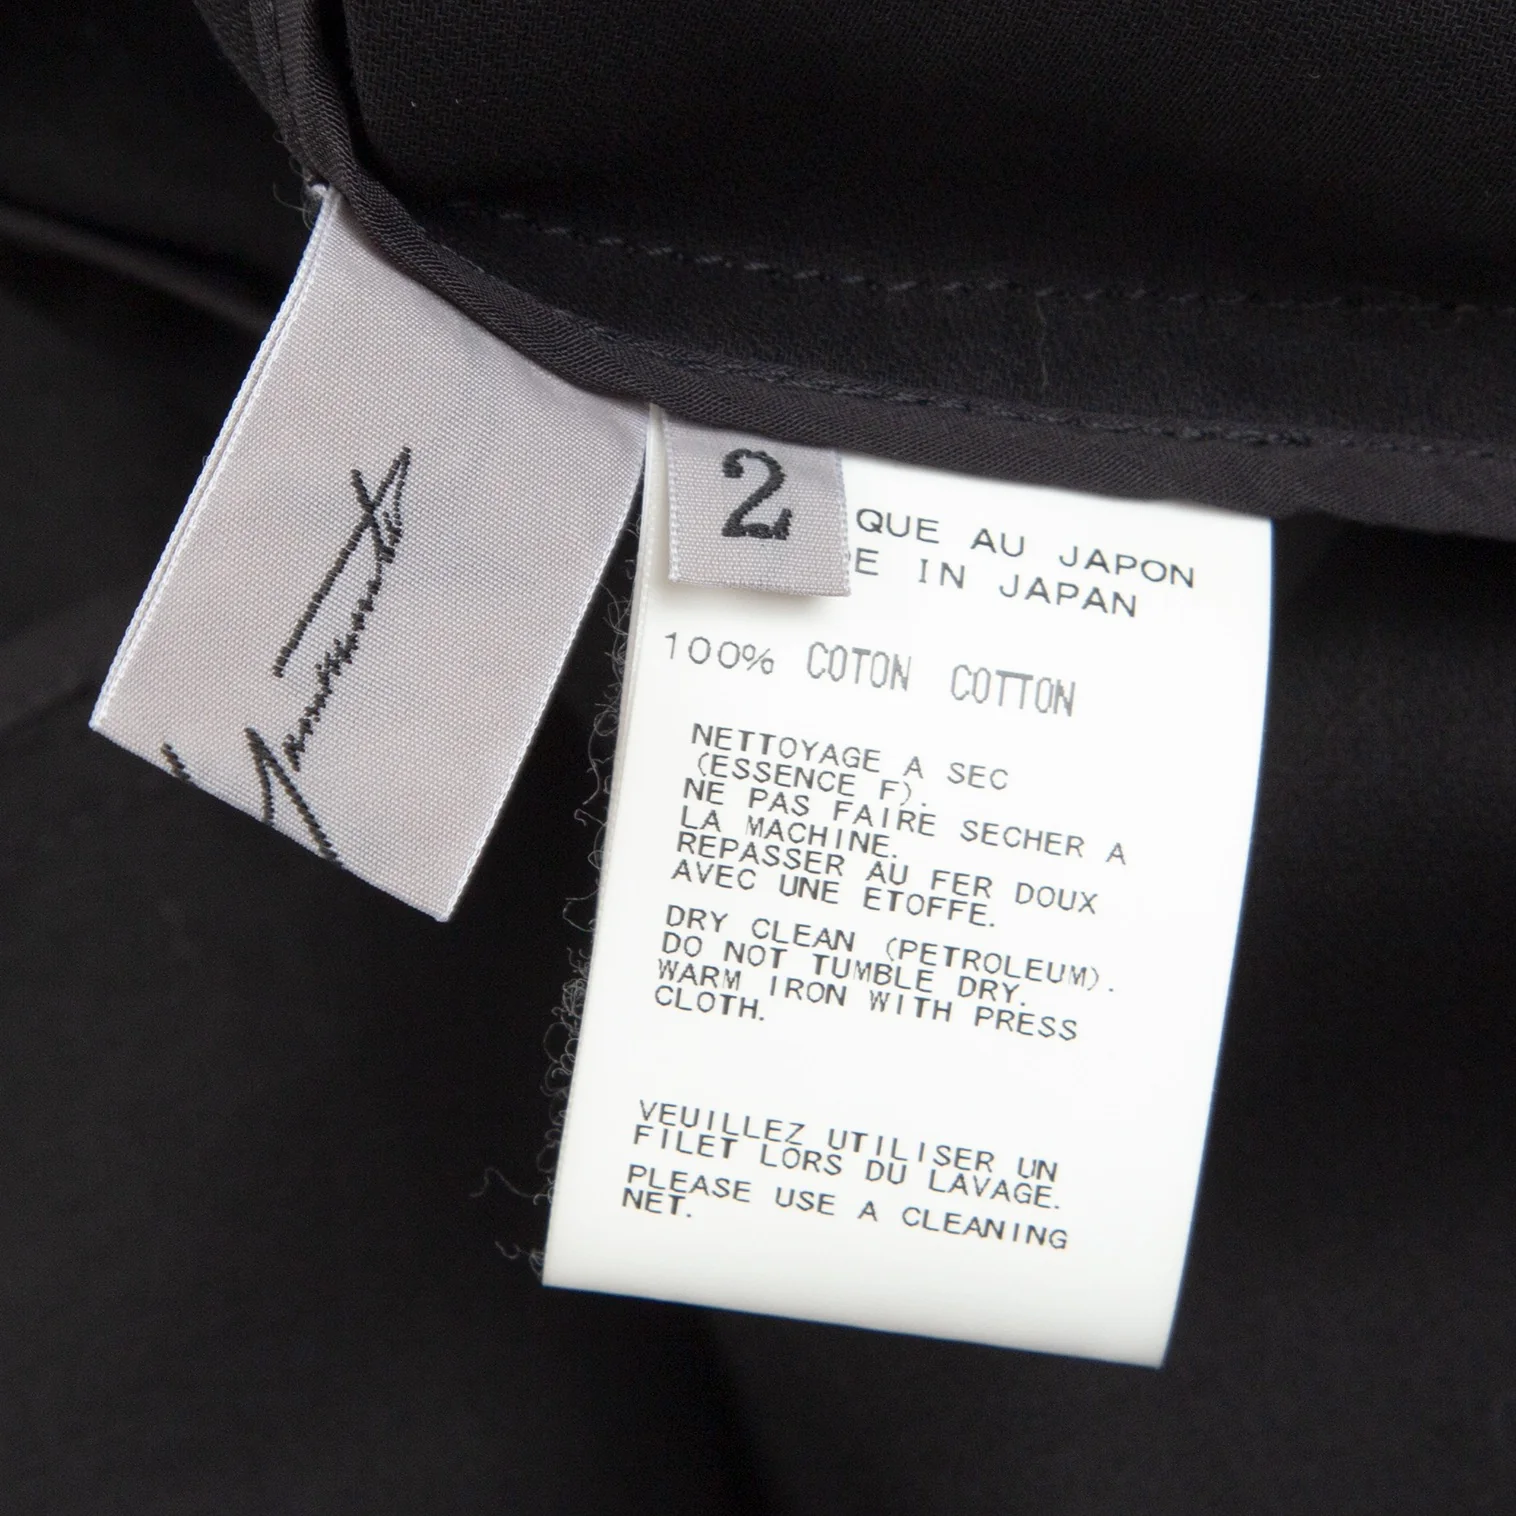 2
QUE AU JAPON
E IN JAPAN
100% COTON COTTON
NETTOYAGE A SEC
(ESSENCE F).
NE PAS FAIRE SECHER A
LA MACHINE.
REPASSER AU FER DOUX
AVEC UNE ETOFFE.
DRY CLEAN (PETROLEUM).
DO NOT TUMBLE DRY.
WARM IRON WITH PRESS
CLOTH.
VEUILLEZ UTILISER UN
FILET LORS DU LAVAGE.
PLEASE USE A CLEANING
NET.